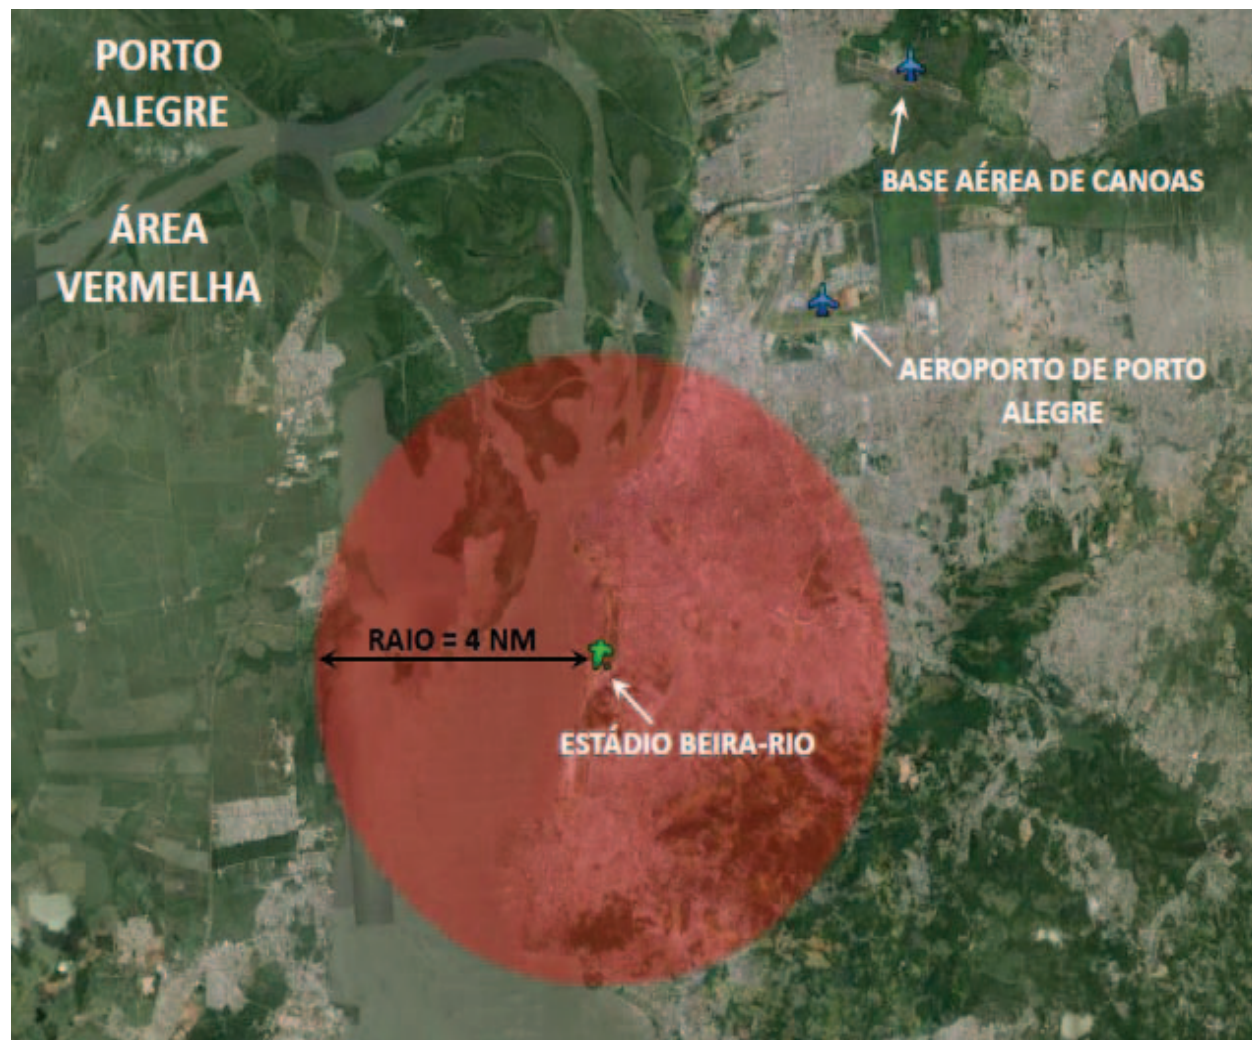 PORTO
ALEGRE
ÁREA
VERMELHA
BASE AÉREA DE CANOAS
AEROPORTO DE PORTO
ALEGRE
RAIO = 4 NM
ESTÁDIO BEIRA-RIO